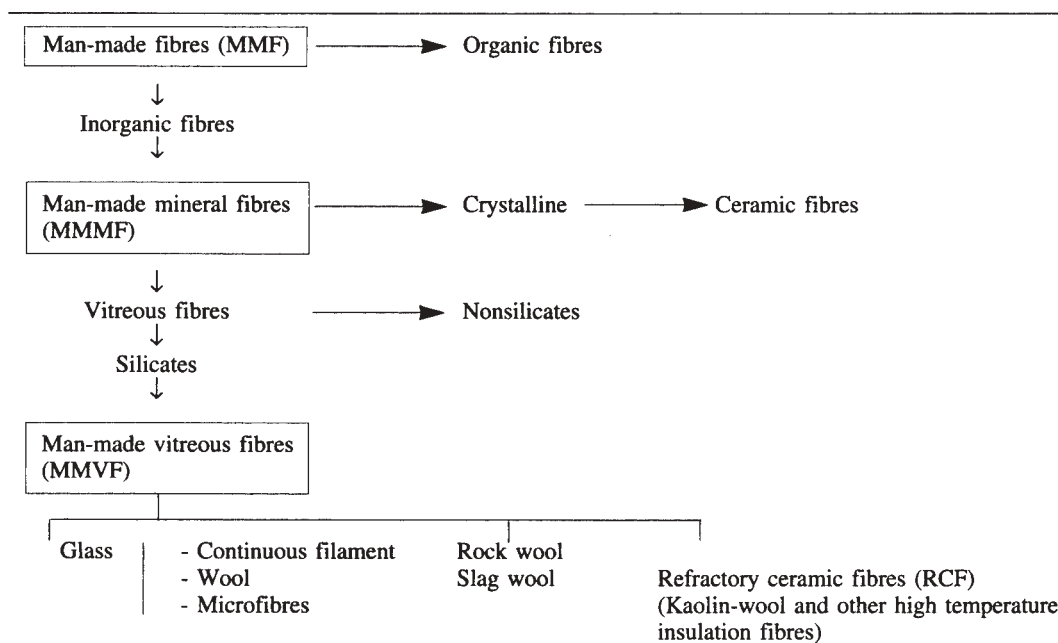 Man-made fibres (MMF)
Organic fibres
Inorganic fibres
Man-made mineral fibres
(MMMF)
Crystalline
Ceramic fibres
Vitreous fibres
Nonsilicates
Silicates
Man-made vitreous fibres
(MMVF)
Glass
- Continuous filament
- Wool
- Microfibres
Rock wool
Slag wool
Refractory ceramic fibres (RCF)
(Kaolin-wool and other high temperature
insulation fibres)